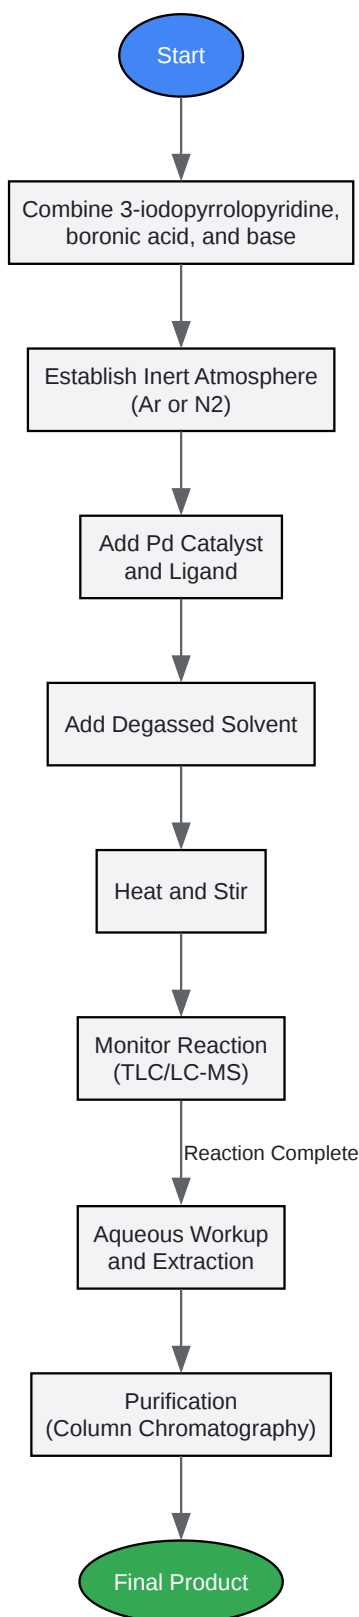 Start
Combine 3-iodopyrrolopyridine,
boronic acid, and base
Establish Inert Atmosphere
(Ar or N2)
Add Pd Catalyst
and Ligand
Add Degassed Solvent
Heat and Stir
Monitor Reaction
(TLC/LC-MS)
Reaction Complete
Aqueous Workup
and Extraction
Purification
(Column Chromatography)
Final Product